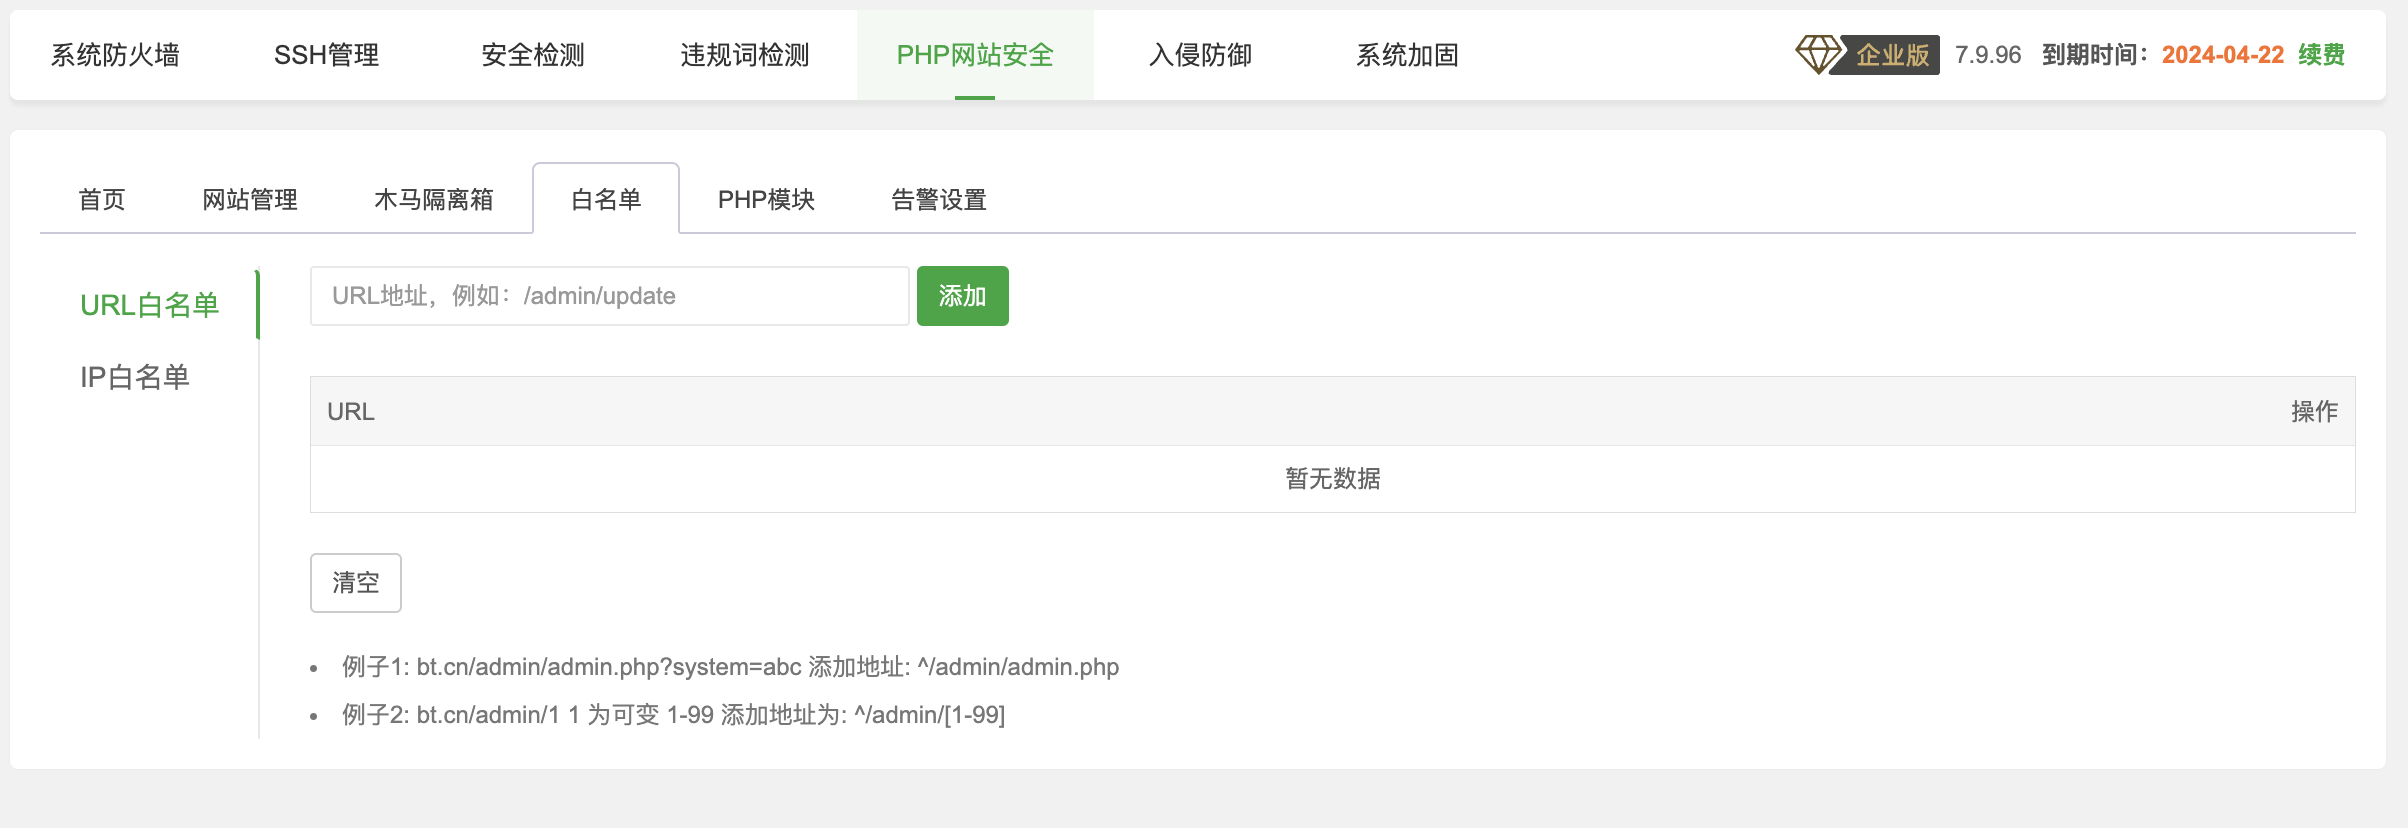 系统防火墙 SSH管理 安全检测 违规词检测 PHP网站安全 入侵防御 系统加固 企业版 7.9.96 到期时间：2024-04-22 续费
首页 网站管理 木马隔离箱 白名单 PHP模块 告警设置
URL白名单
IP白名单
URL地址，例如：/admin/update 添加
URL 操作
暂无数据
清空
• 例子1: bt.cn/admin/admin.php?system=abc 添加地址: ^/admin/admin.php
• 例子2: bt.cn/admin/1 1 为可变 1-99 添加地址为: ^/admin/[1-99]